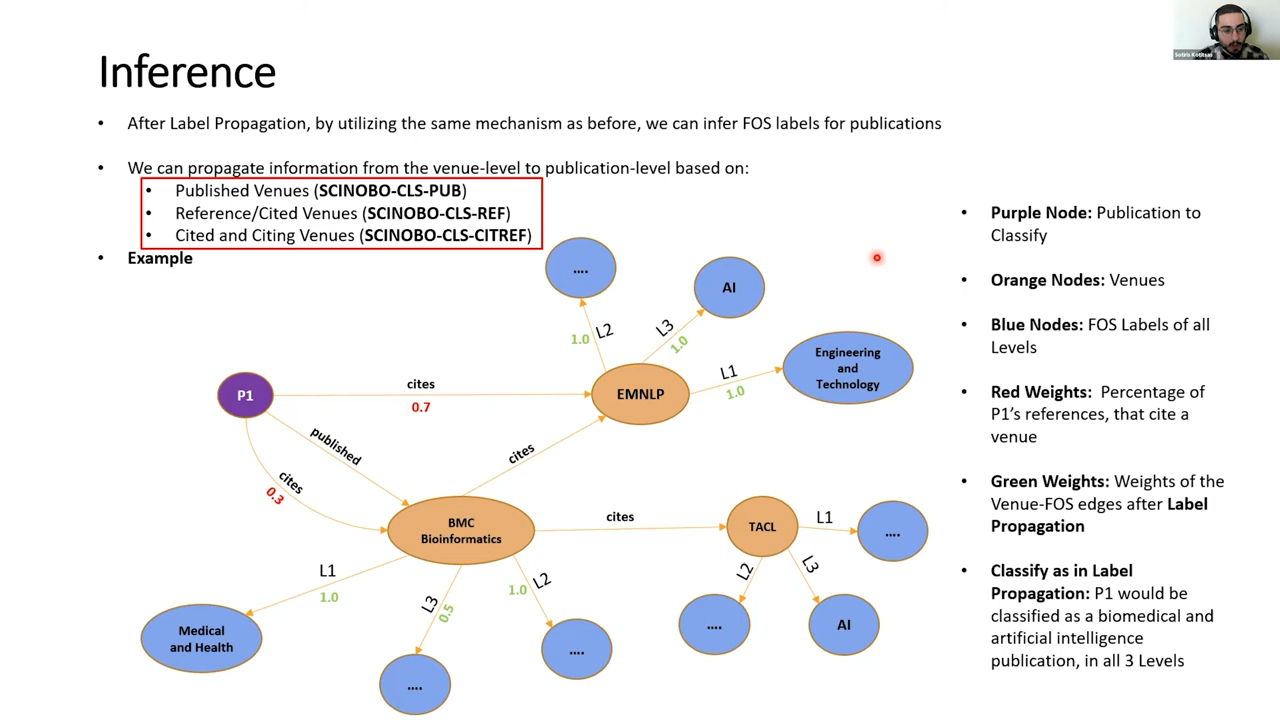 Inference
• After Label Propagation, by utilizing the same mechanism as before, we can infer FOS labels for publications
• We can propagate information from the venue-level to publication-level based on:
• Published Venues (SCINOBO-CLS-PUB)
• Reference/Cited Venues (SCINOBO-CLS-REF)
• Cited and Citing Venues (SCINOBO-CLS-CITREF)
• Example
Sotiris Kotitsas
....
AI
L2
1.0
L3
1.0
Engineering
and
Technology
L1
1.0
P1
cites
0.7
EMNLP
published
cites
0.3
cites
BMC
Bioinformatics
cites
TACL
L1
....
L2
L3
....
AI
L1
1.0
L3
0.5
1.0
L2
Medical
and Health
....
....
• Purple Node: Publication to
Classify
• Orange Nodes: Venues
• Blue Nodes: FOS Labels of all
Levels
• Red Weights: Percentage of
P1’s references, that cite a
venue
• Green Weights: Weights of the
Venue-FOS edges after Label
Propagation
• Classify as in Label
Propagation: P1 would be
classified as a biomedical and
artificial intelligence
publication, in all 3 Levels